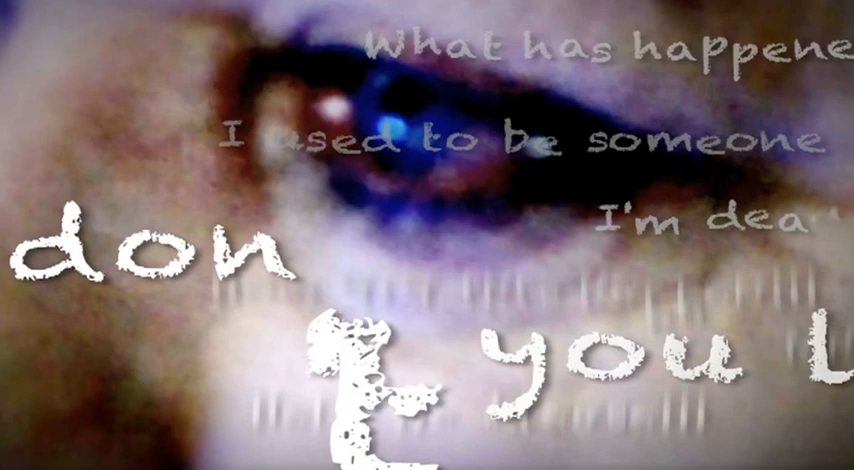 What has happene
I used to be someone
I'm dea
don
t you l